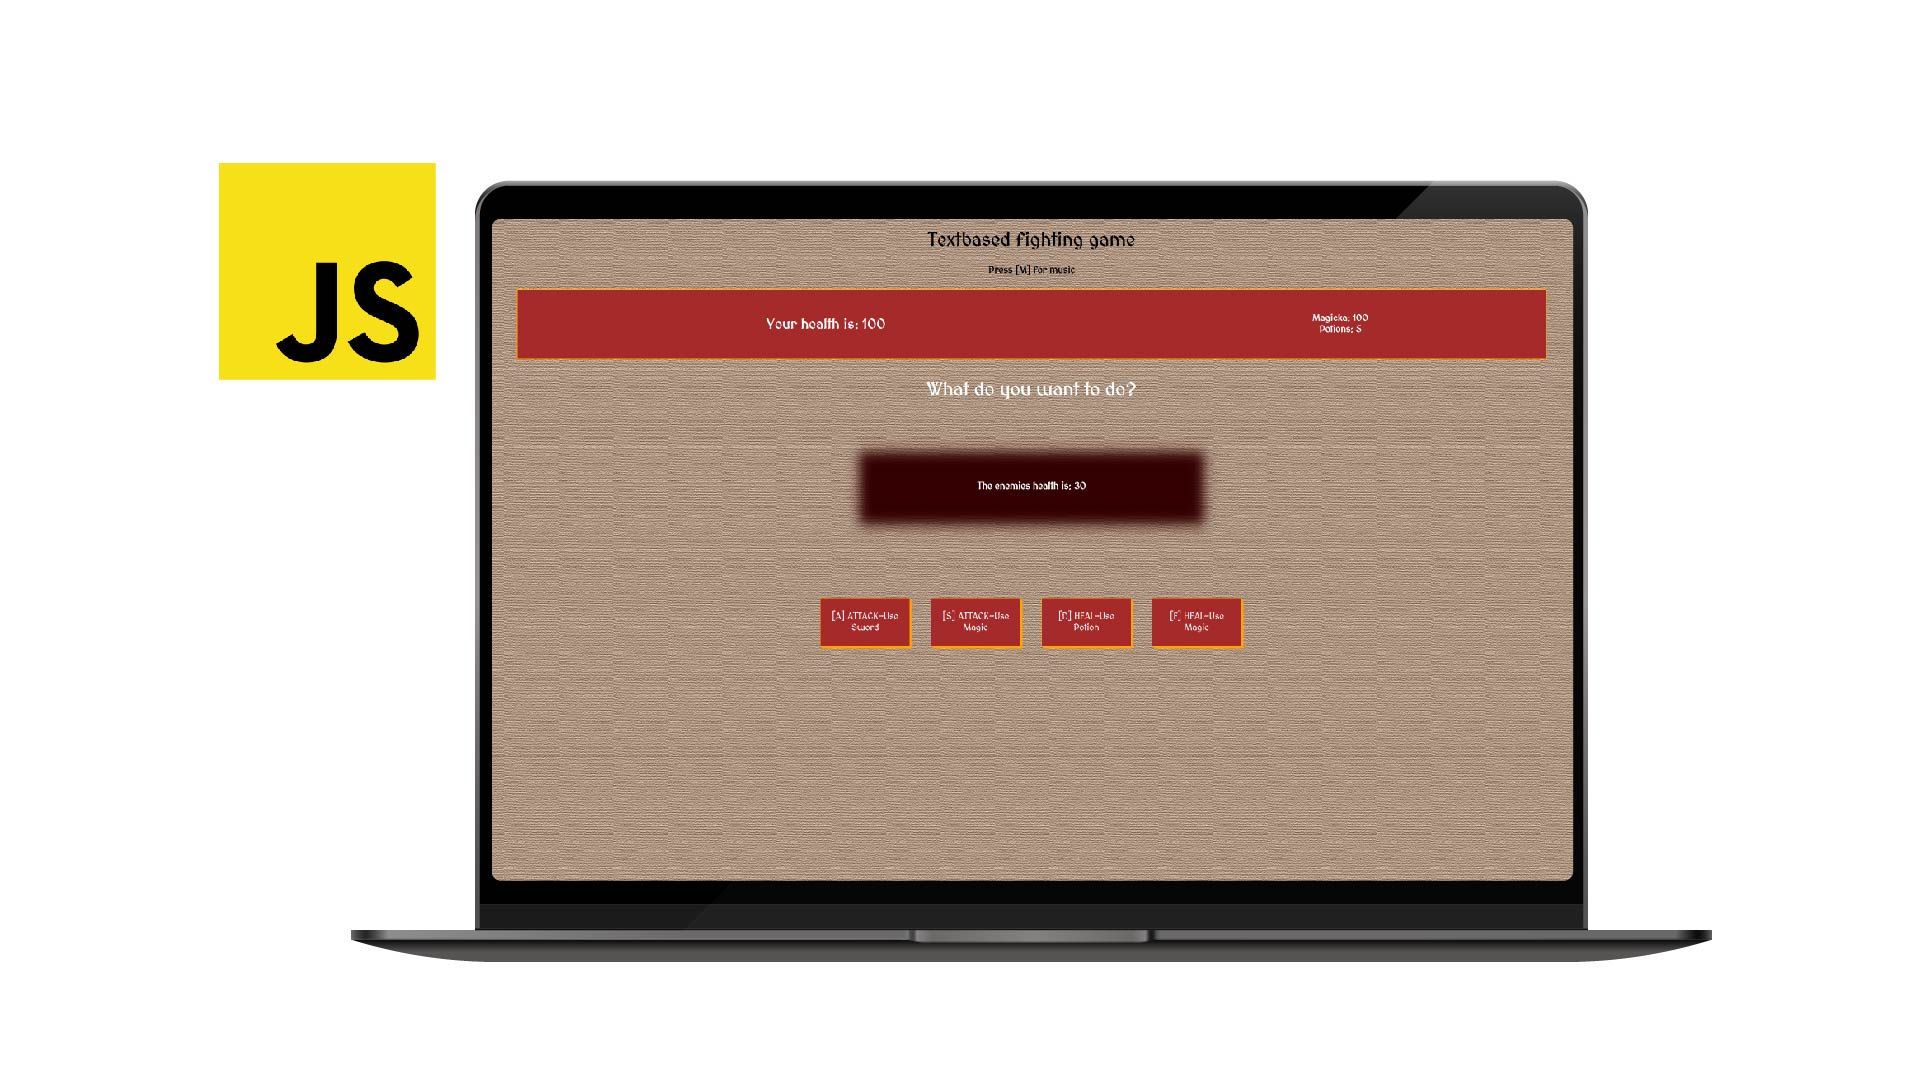 JS
Textbased fighting game
Press [M] for music
Your health is: 100
Magicka: 100
Potions: 5
What do you want to do?
The enemies health is: 30
[A] ATTACK-Use
Sword
[S] ATTACK-Use
Magic
[D] HEAL-Use
Potion
[F] HEAL-Use
Magic